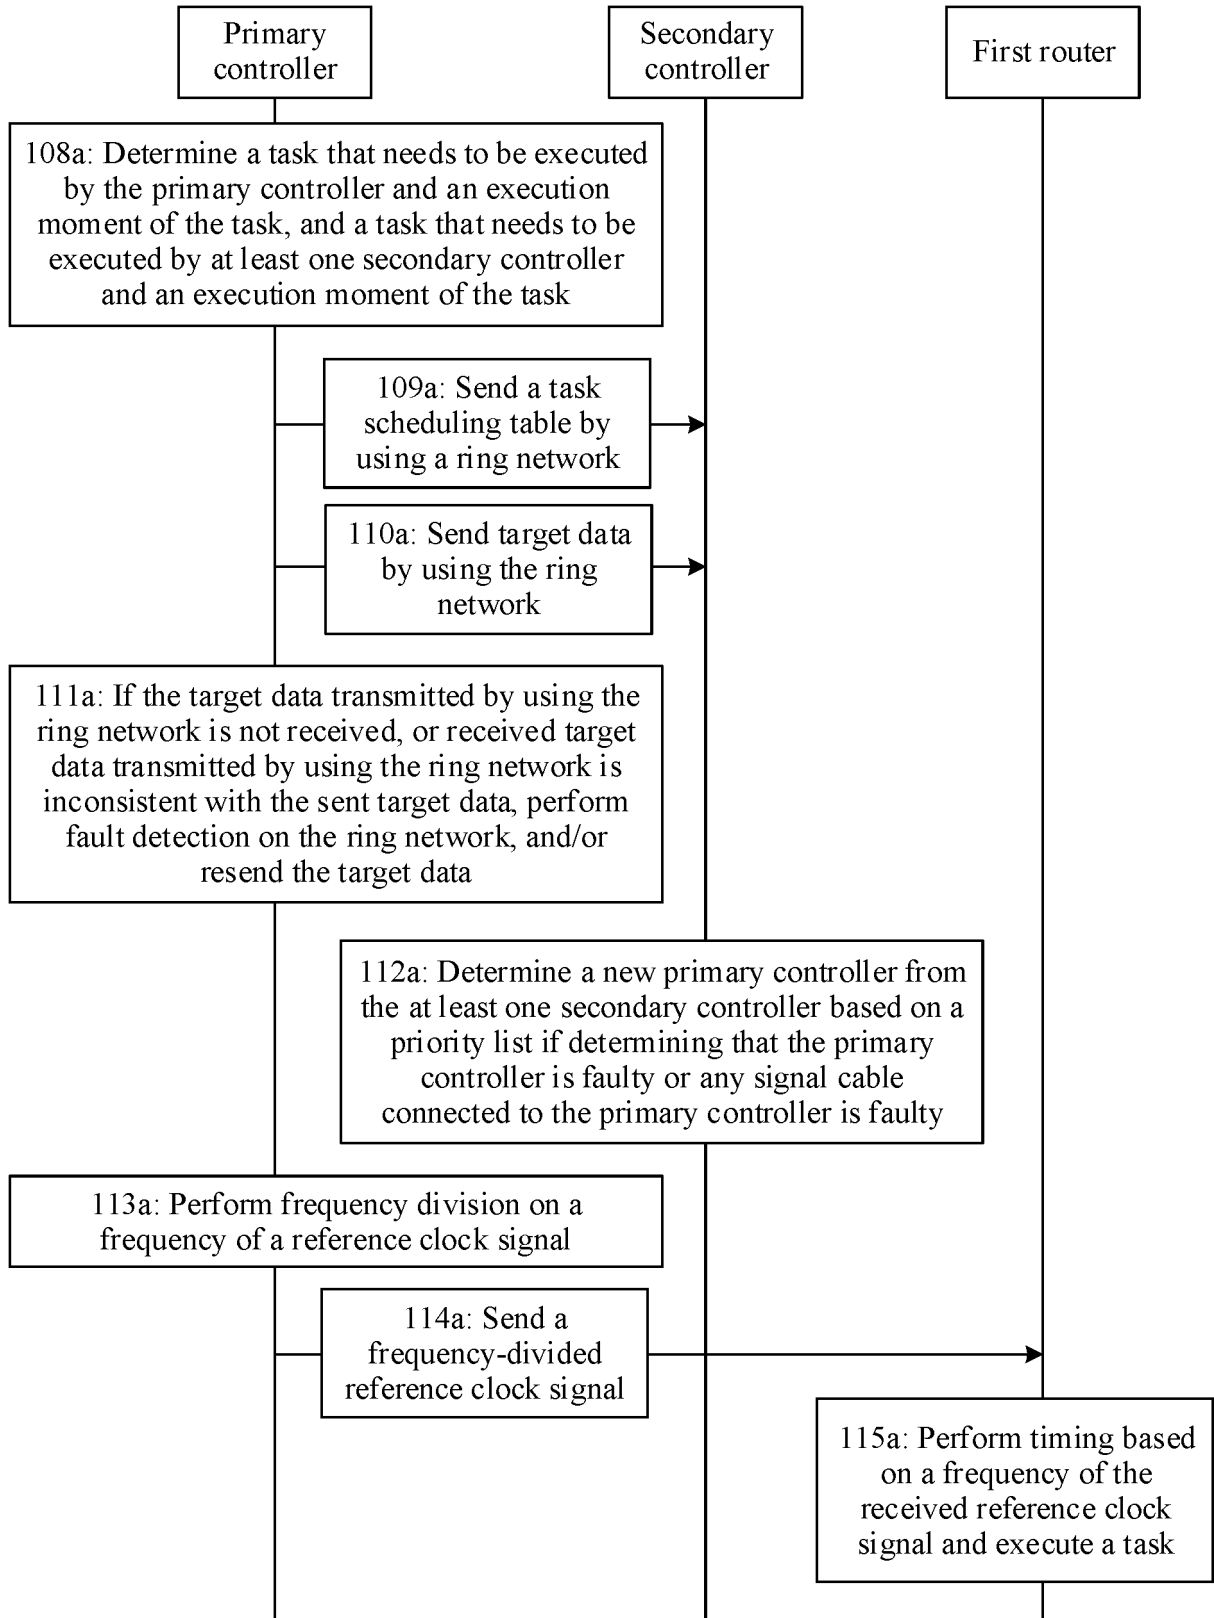 Primary
controller
Secondary
controller
First router
108a: Determine a task that needs to be executed
by the primary controller and an execution
moment of the task, and a task that needs to be
executed by at least one secondary controller
and an execution moment of the task
109a: Send a task
scheduling table by
using a ring network
110a: Send target data
by using the ring
network
111a: If the target data transmitted by using the
ring network is not received, or received target
data transmitted by using the ring network is
inconsistent with the sent target data, perform
fault detection on the ring network, and/or
resend the target data
112a: Determine a new primary controller from
the at least one secondary controller based on a
priority list if determining that the primary
controller is faulty or any signal cable
connected to the primary controller is faulty
113a: Perform frequency division on a
frequency of a reference clock signal
114a: Send a
frequency-divided
reference clock signal
115a: Perform timing based
on a frequency of the
received reference clock
signal and execute a task